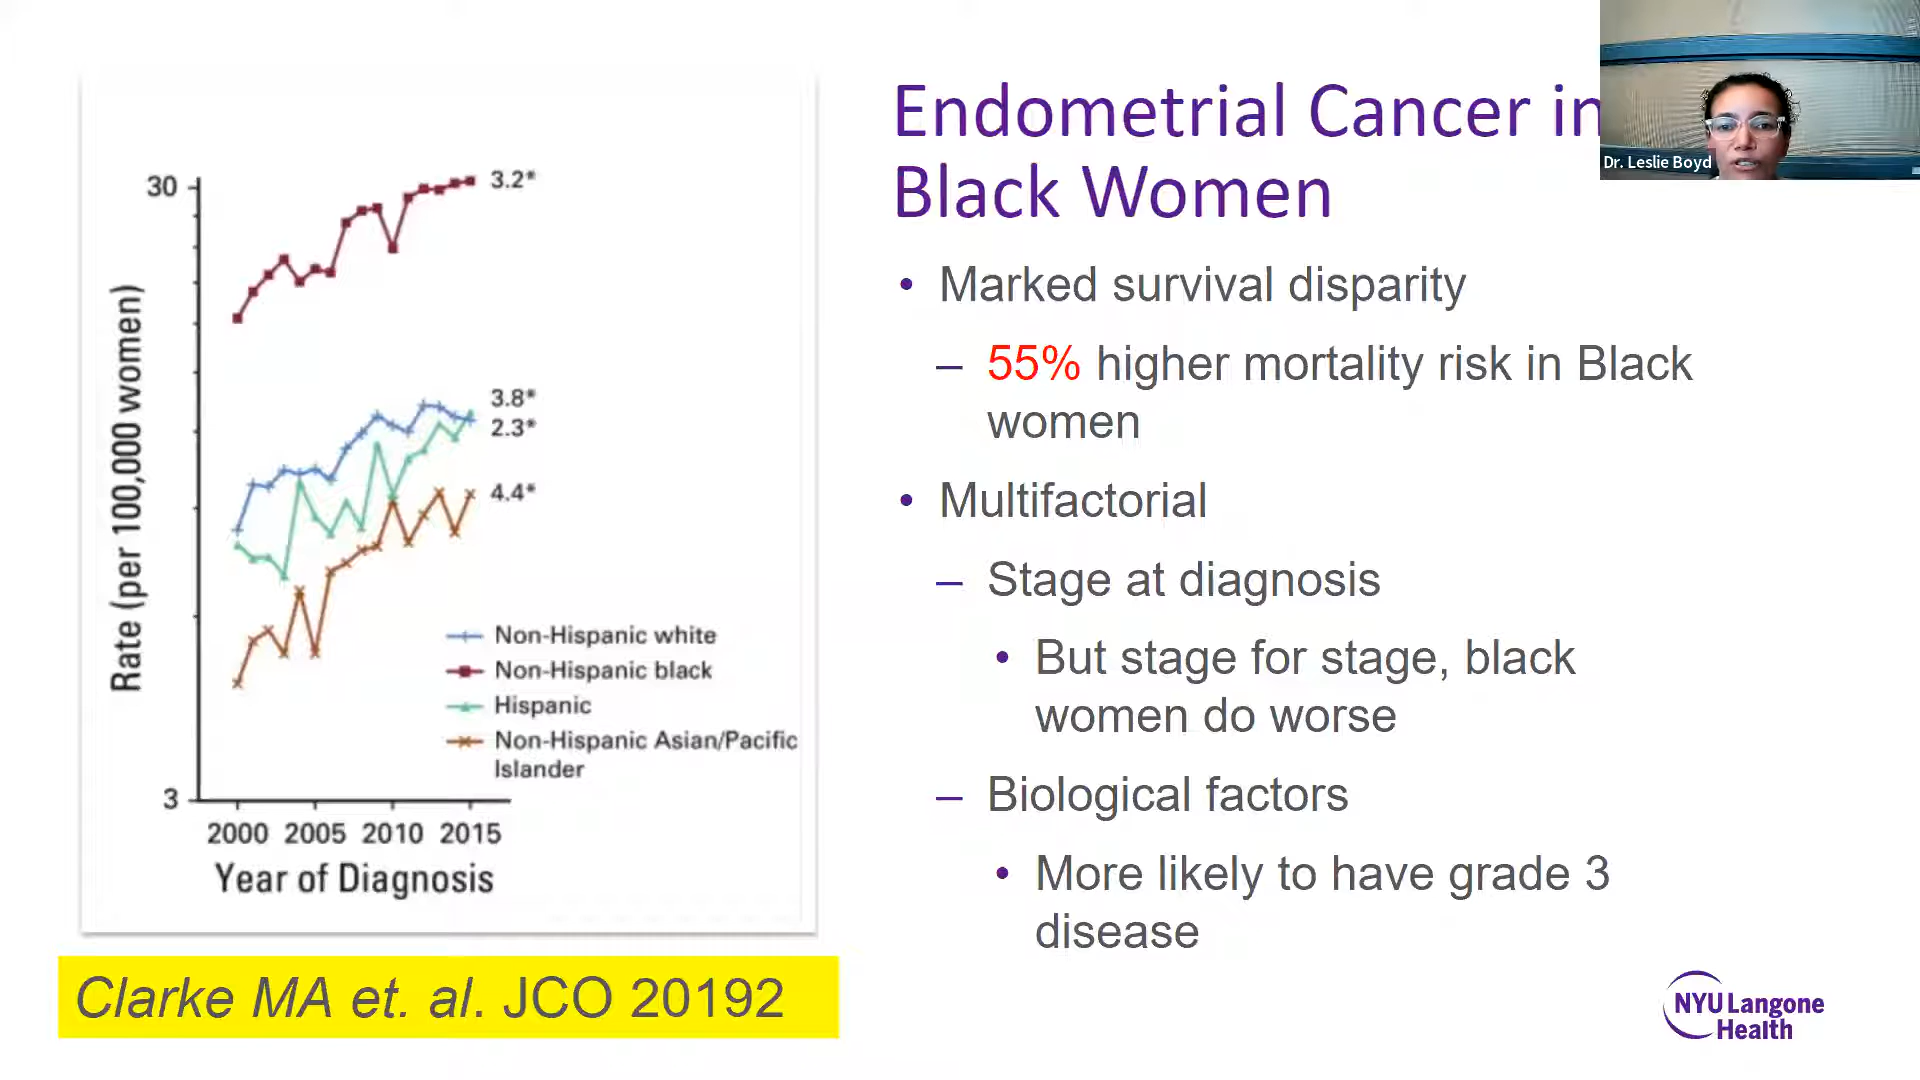 Endometrial Cancer in
Black Women
Dr. Leslie Boyd
• Marked survival disparity
– 55% higher mortality risk in Black
women
• Multifactorial
– Stage at diagnosis
• But stage for stage, black
women do worse
– Biological factors
• More likely to have grade 3
disease
Rate (per 100,000 women)
30
3
3.2*
3.8*
2.3*
4.4*
Non-Hispanic white
Non-Hispanic black
Hispanic
Non-Hispanic Asian/Pacific
Islander
2000 2005 2010 2015
Year of Diagnosis
Clarke MA et. al. JCO 20192
NYU Langone
Health